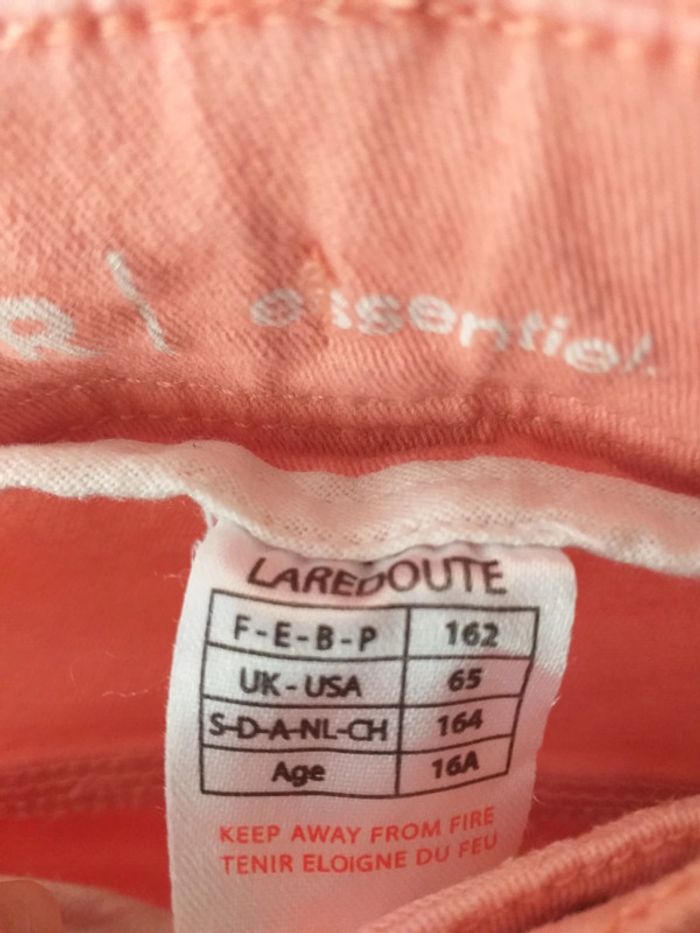 R essentiel
LAREDOUTE
F-E-B-P 162
UK-USA 65
S-D-A-NL-CH 164
Age 16A
KEEP AWAY FROM FIRE
TENIR ELOIGNE DU FEU